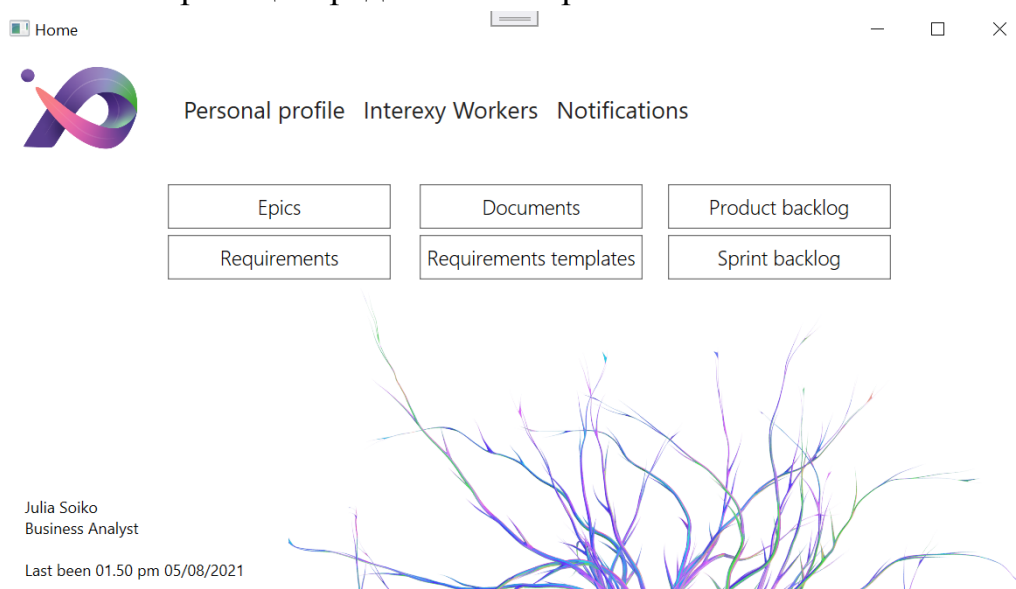 Home
Personal profile Interexy Workers Notifications
Epics Documents Product backlog
Requirements Requirements templates Sprint backlog
Julia Soiko
Business Analyst
Last been 01.50 pm 05/08/2021